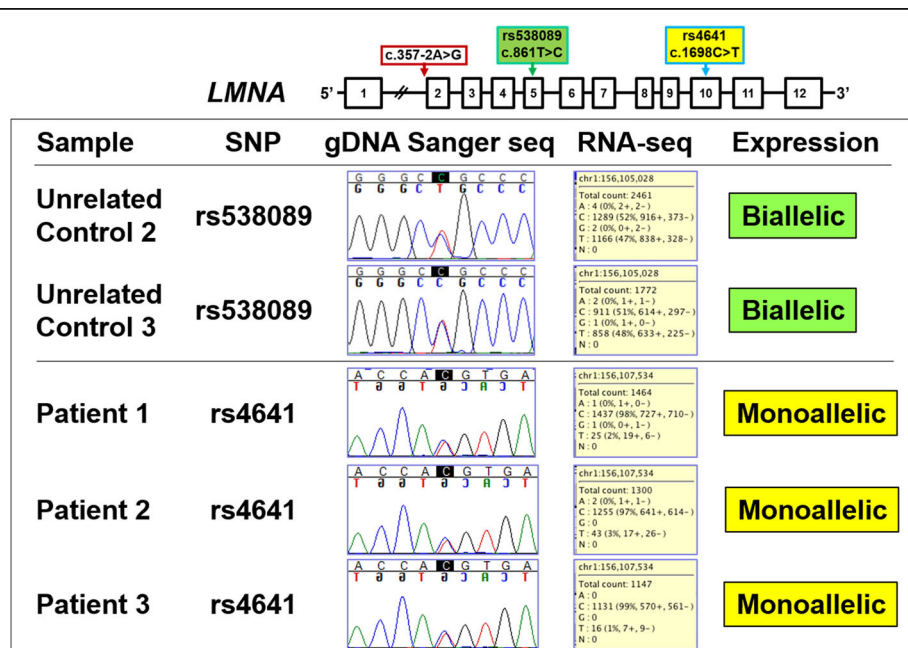 c.357-2A>G
rs538089
c.861T>C
rs4641
c.1698C>T
LMNA 5' 1 2 3 4 5 6 7 8 9 10 11 12 3'
Sample SNP gDNA Sanger seq RNA-seq Expression
Unrelated
Control 2
rs538089
G G G C C G C C C
G G G C T G C C C
chr1:156,105,028
Total count: 2461
A : 4 (0%, 2+, 2-)
C : 1289 (52%, 916+, 373-)
G : 2 (0%, 0+, 2-)
T : 1166 (47%, 838+, 328-)
N : 0
Biallelic
Unrelated
Control 3
rs538089
G G G C C G C C C
G G G C C G C C C
chr1:156,105,028
Total count: 1772
A : 2 (0%, 1+, 1-)
C : 911 (51%, 614+, 297-)
G : 1 (0%, 1+, 0-)
T : 858 (48%, 633+, 225-)
N : 0
Biallelic
Patient 1
rs4641
A C C A C G T G A
T G G T G C A C T
chr1:156,107,534
Total count: 1464
A : 1 (0%, 1+, 0-)
C : 1437 (98%, 727+, 710-)
G : 1 (0%, 0+, 1-)
T : 25 (2%, 19+, 6-)
N : 0
Monoallelic
Patient 2
rs4641
A C C A C G T G A
T G G T G C A C T
chr1:156,107,534
Total count: 1300
A : 2 (0%, 1+, 1-)
C : 1255 (97%, 641+, 614-)
G : 0
T : 43 (3%, 17+, 26-)
N : 0
Monoallelic
Patient 3
rs4641
A C C A C G T G A
T G G T G C A C T
chr1:156,107,534
Total count: 1147
A : 0
C : 1131 (99%, 570+, 561-)
G : 0
T : 16 (1%, 7+, 9-)
N : 0
Monoallelic